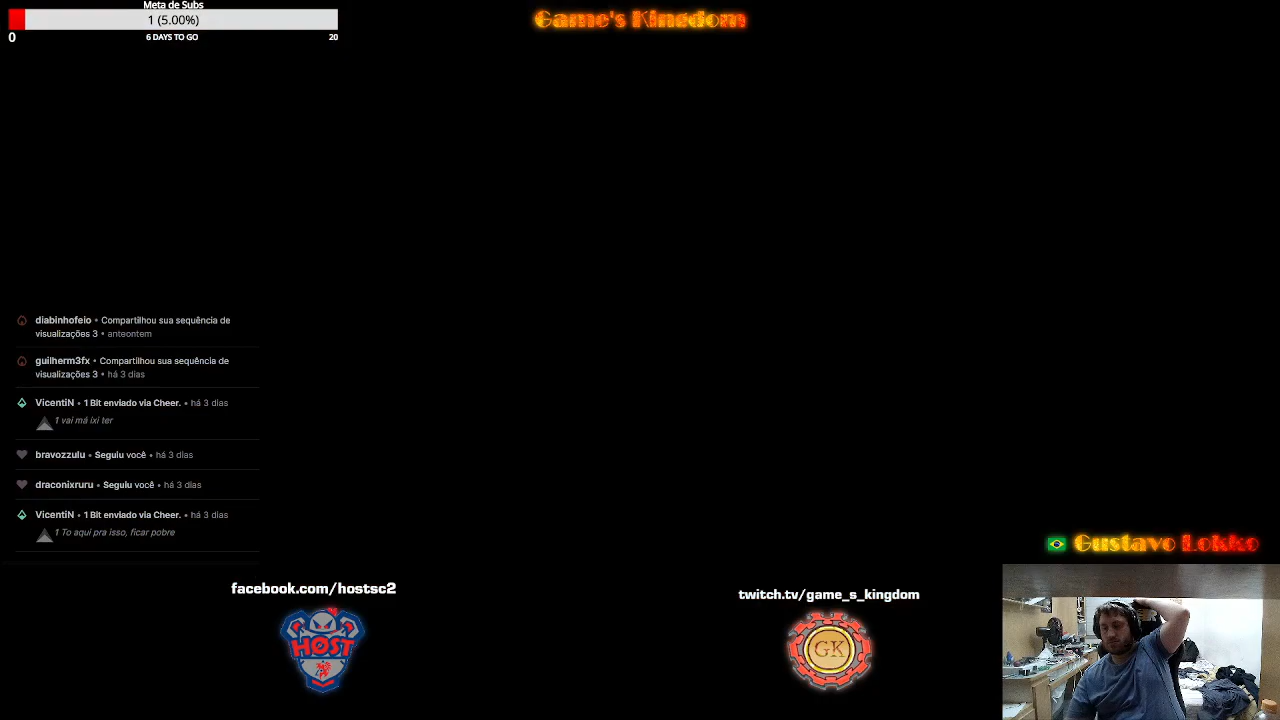 Meta de Subs
1 (5.00%)
0
6 DAYS TO GO
20
Game's Kingdom
diabinhofeio • Compartilhou sua sequência de
visualizações 3 • anteontem
guilherm3fx • Compartilhou sua sequência de
visualizações 3 • há 3 dias
VicentiN • 1 Bit enviado via Cheer. • há 3 dias
1 vai má ixi ter
bravozzulu • Seguiu você • há 3 dias
draconixruru • Seguiu você • há 3 dias
VicentiN • 1 Bit enviado via Cheer. • há 3 dias
1 To aqui pra isso, ficar pobre
Gustavo Lokko
facebook.com/hostsc2
HOST
twitch.tv/game_s_kingdom
GK